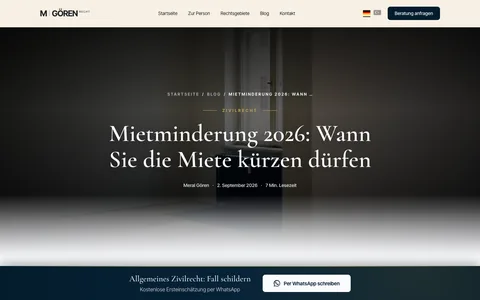 M | GÖREN RECHT
Startseite Zur Person Rechtsgebiete Blog Kontakt
Beratung anfragen
STARTSEITE / BLOG / MIETMINDERUNG 2026: WANN ...
ZIVILRECHT
Mietminderung 2026: Wann
Sie die Miete kürzen dürfen
Meral Gören · 2. September 2026 · 7 Min. Lesezeit
Allgemeines Zivilrecht: Fall schildern
Kostenlose Ersteinschätzung per WhatsApp
Per WhatsApp schreiben